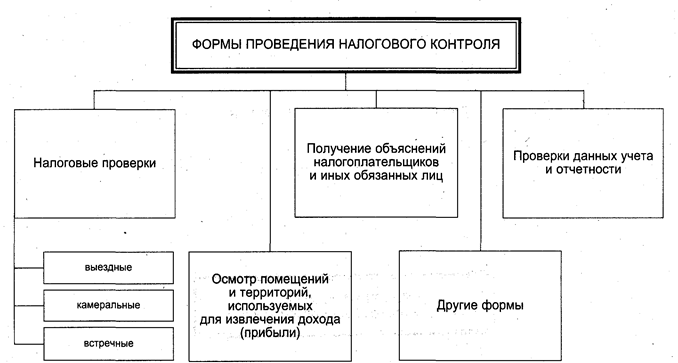 ФОРМЫ ПРОВЕДЕНИЯ НАЛОГОВОГО КОНТРОЛЯ
Налоговые проверки
Получение объяснений
налогоплательщиков
и иных обязанных лиц
Проверки данных учета
и отчетности
выездные
камеральные
встречные
Осмотр помещений
и территорий,
используемых
для извлечения дохода
(прибыли)
Другие формы